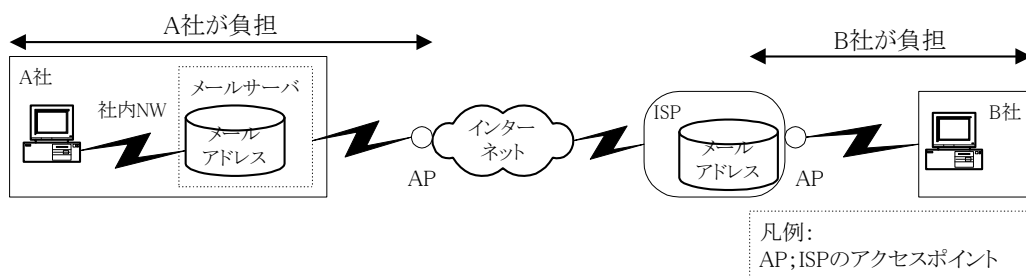 A社が負担
B社が負担
A社
社内NW
メールサーバ
メール
アドレス
AP
インター
ネット
ISP
メール
アドレス
AP
B社
凡例:
AP;ISPのアクセスポイント